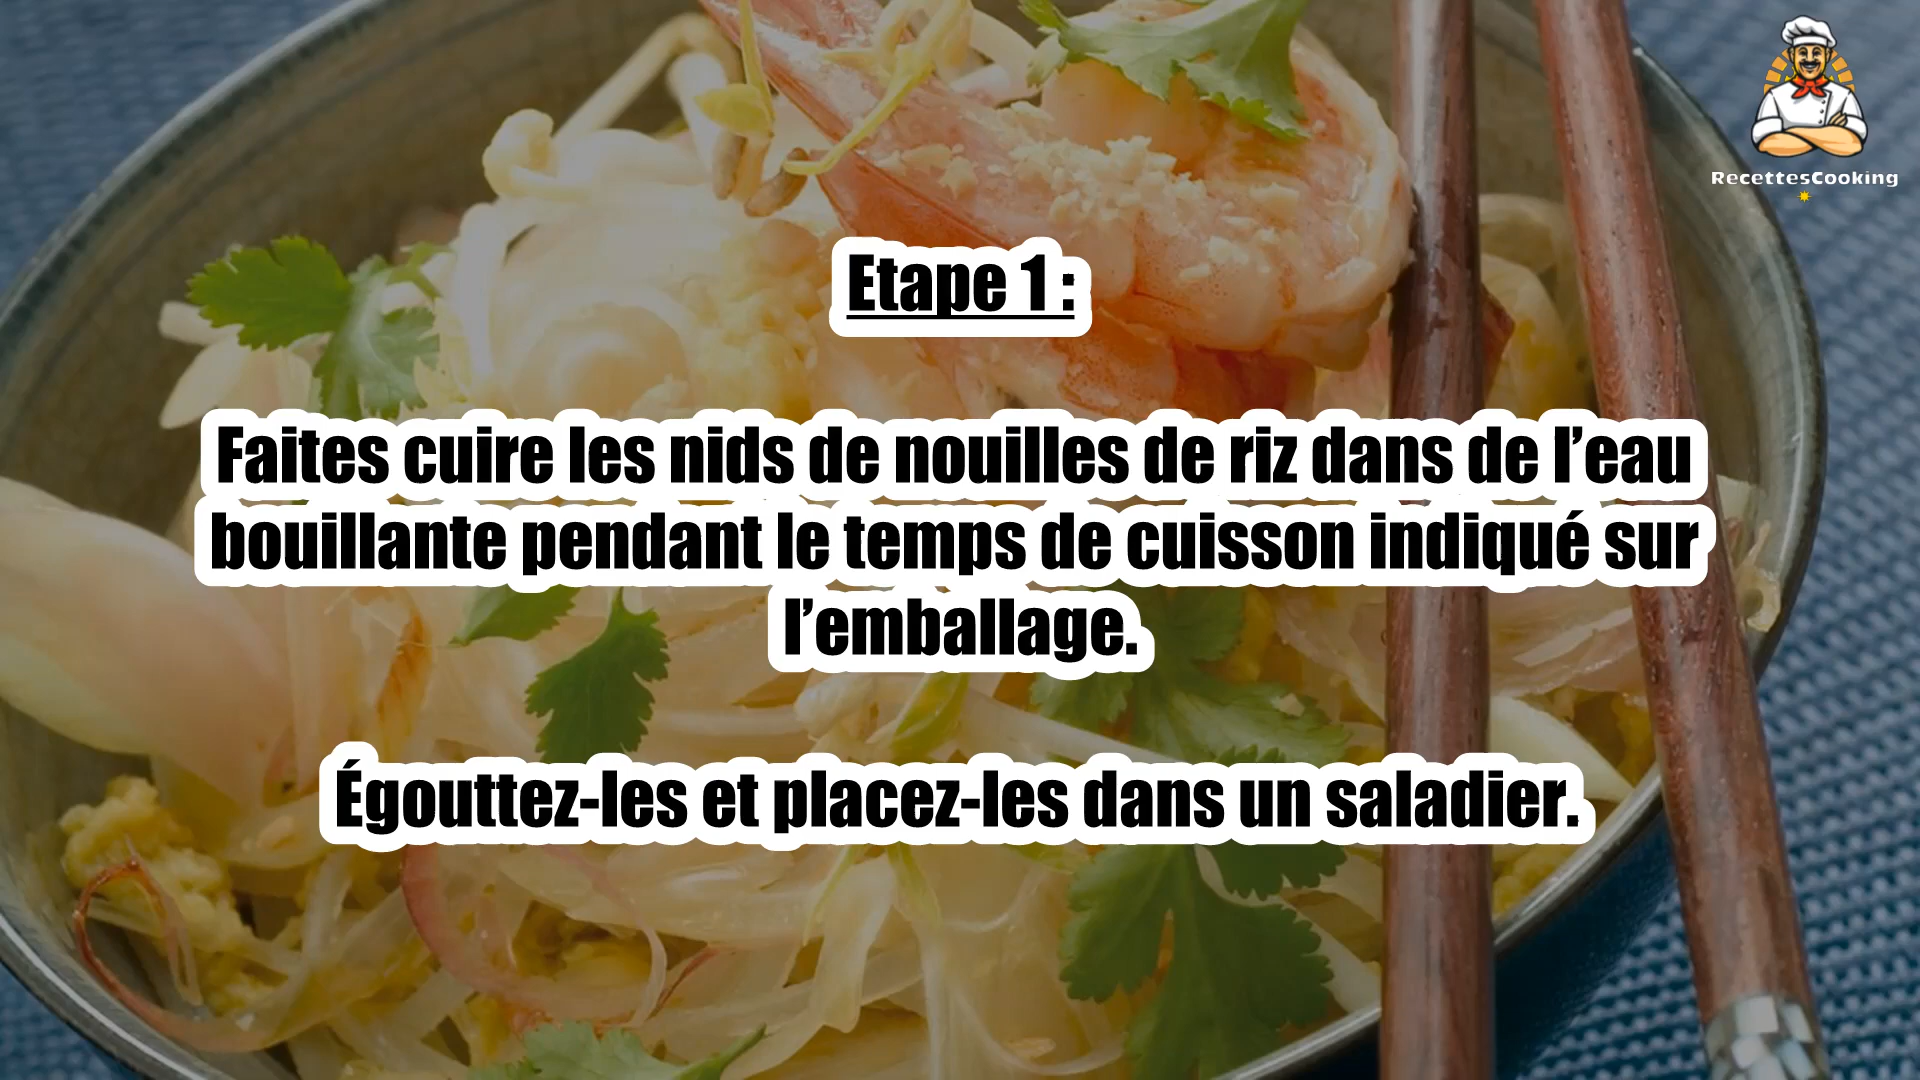 RecettesCooking
Etape 1 :
Faites cuire les nids de nouilles de riz dans de l’eau
bouillante pendant le temps de cuisson indiqué sur
l’emballage.
Égouttez-les et placez-les dans un saladier.